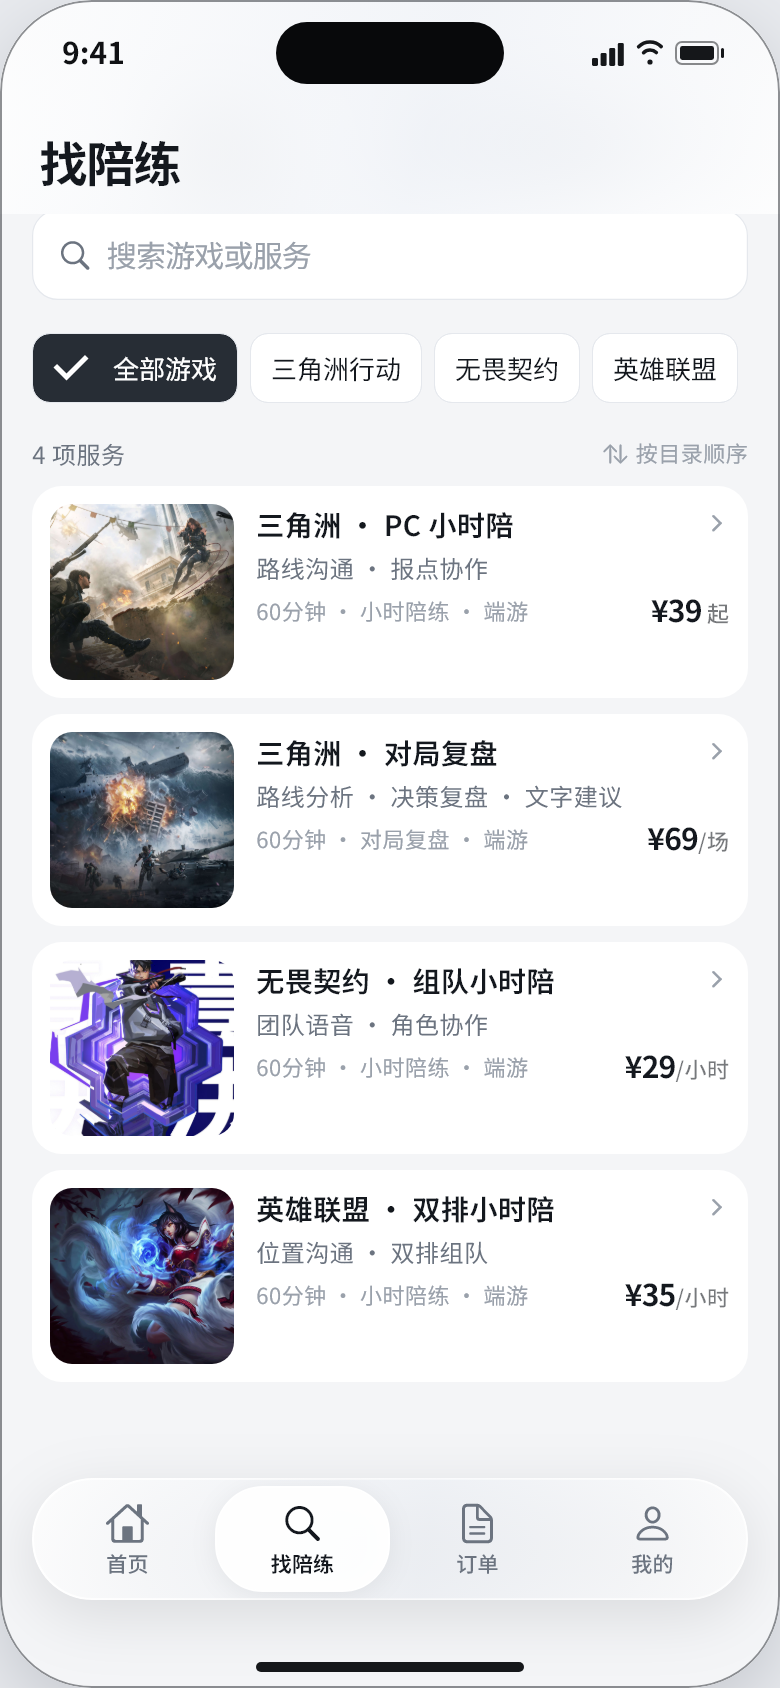 9:41
找陪练
搜索游戏或服务
全部游戏
三角洲行动
无畏契约
英雄联盟
4 项服务
按目录顺序
三角洲 · PC 小时陪
路线沟通 · 报点协作
60分钟 · 小时陪练 · 端游
¥39 起
三角洲 · 对局复盘
路线分析 · 决策复盘 · 文字建议
60分钟 · 对局复盘 · 端游
¥69/场
无畏契约 · 组队小时陪
团队语音 · 角色协作
60分钟 · 小时陪练 · 端游
¥29/小时
英雄联盟 · 双排小时陪
位置沟通 · 双排组队
60分钟 · 小时陪练 · 端游
¥35/小时
首页
找陪练
订单
我的